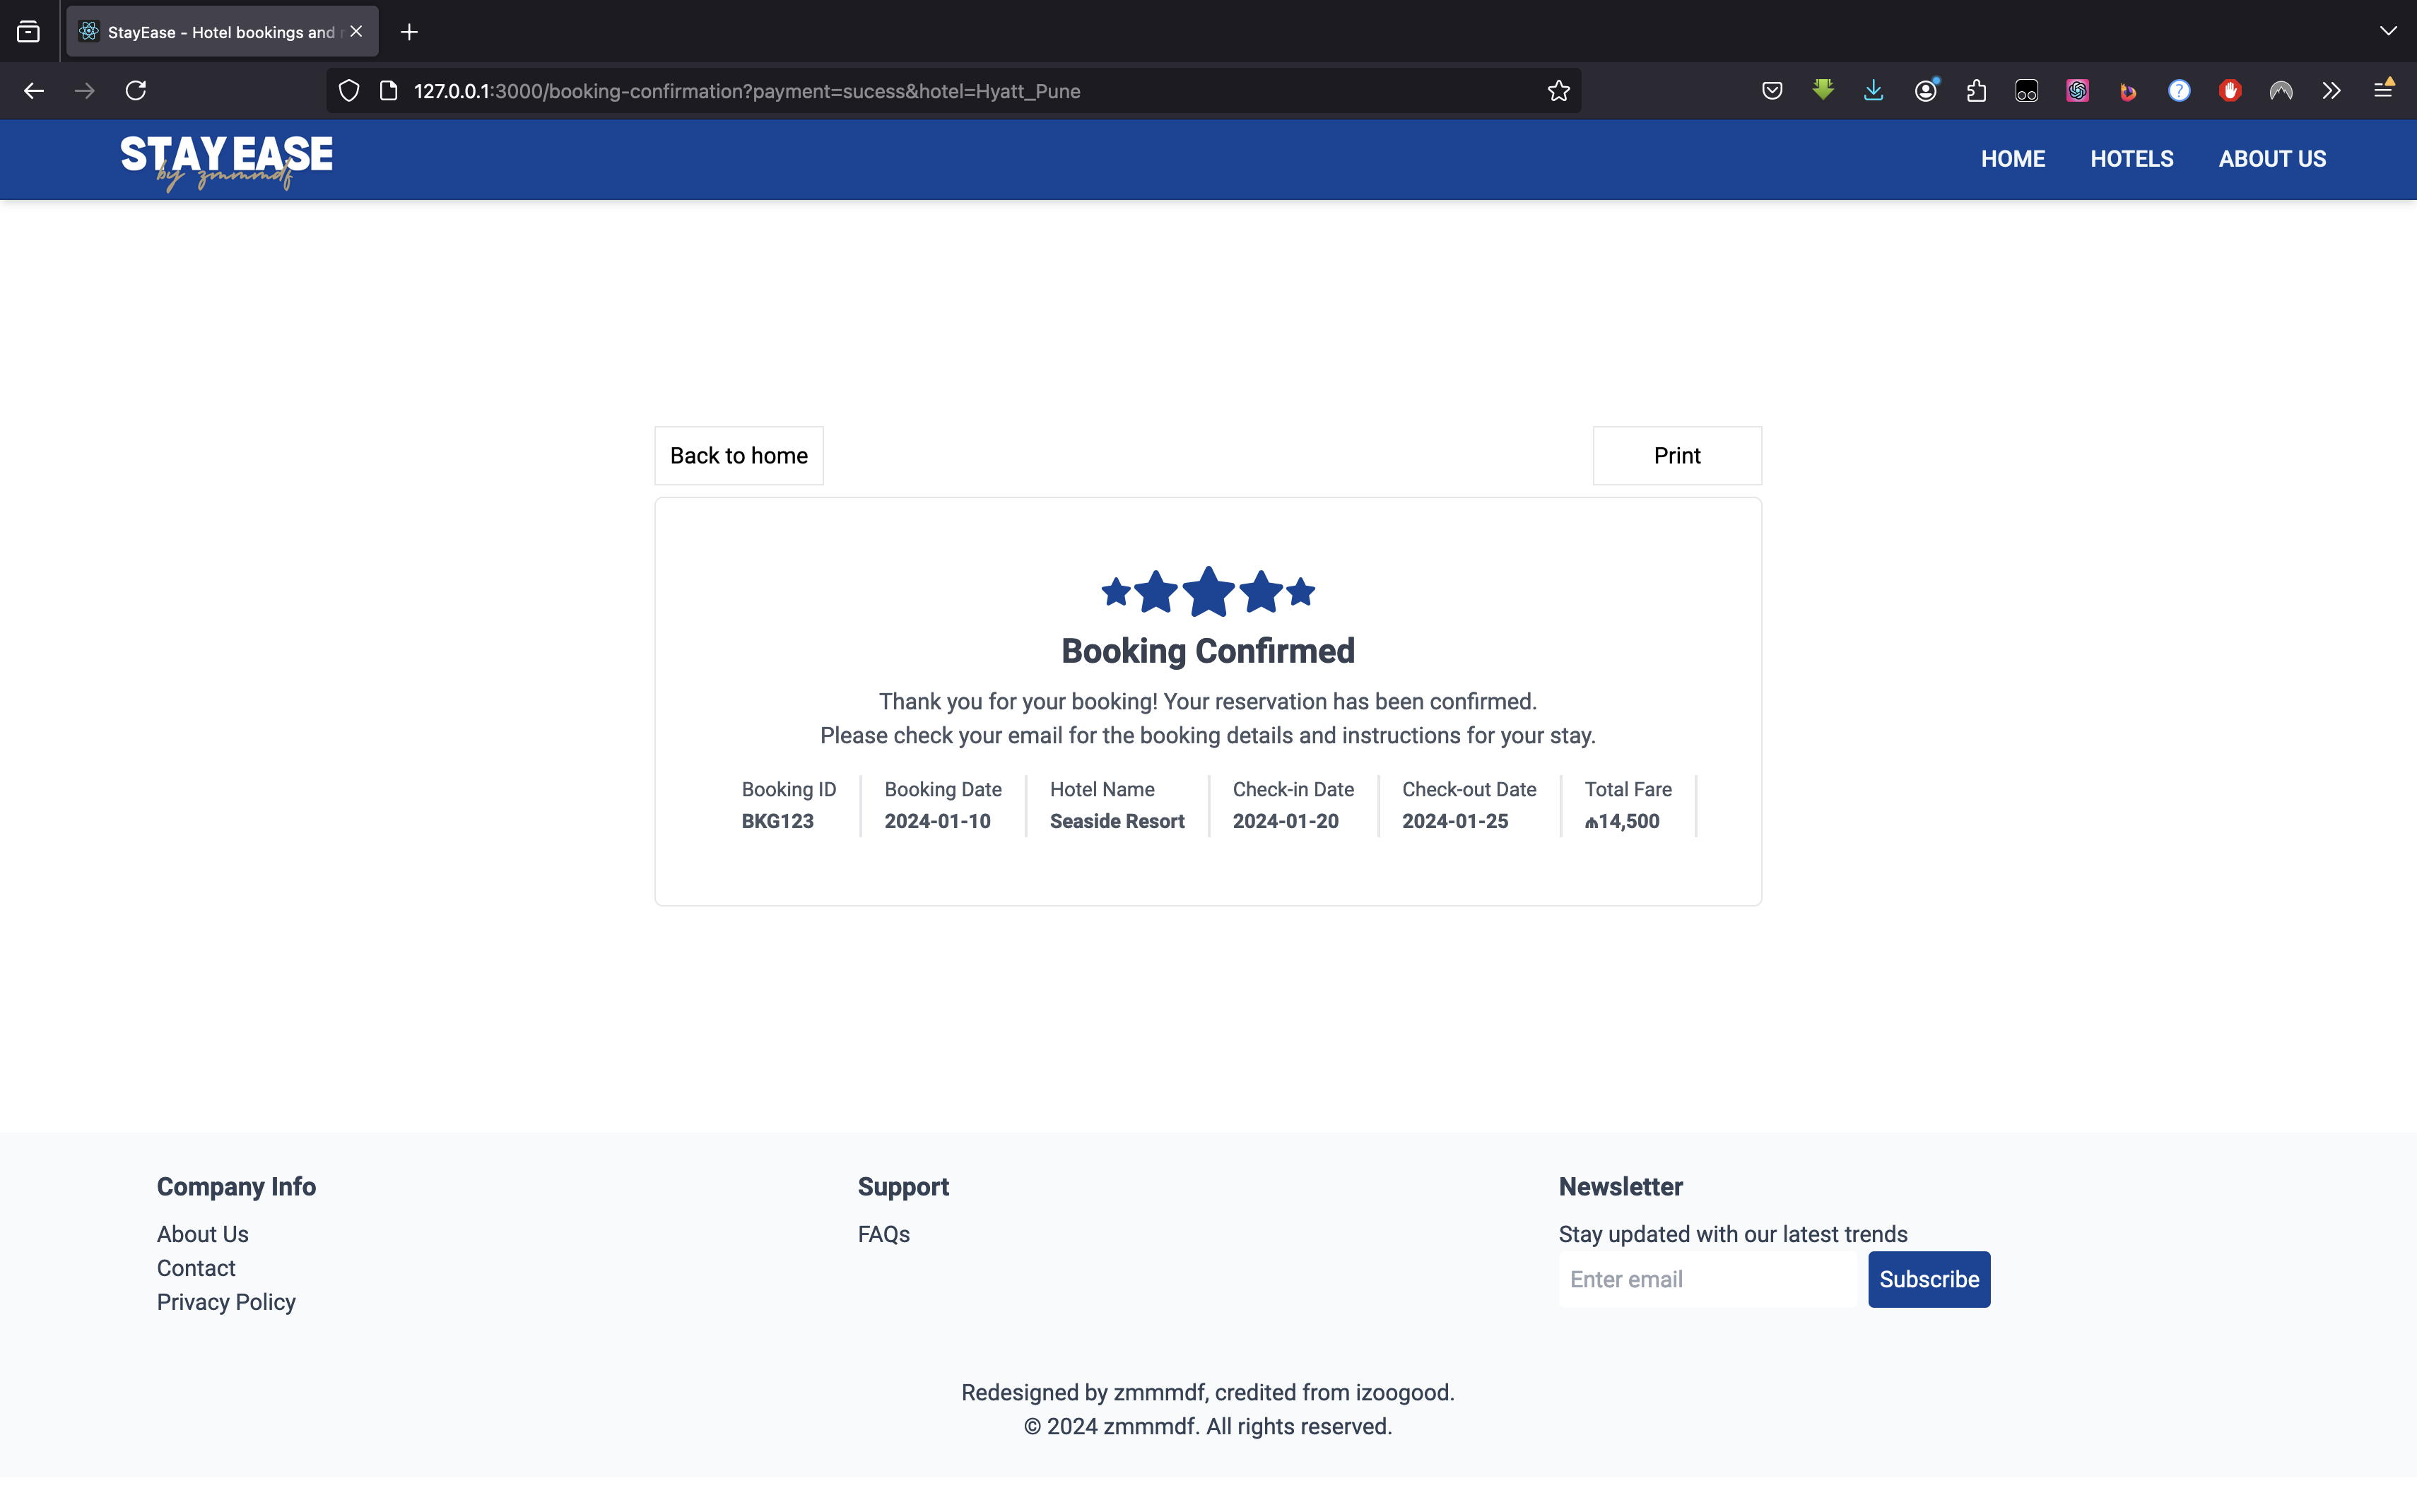 StayEase - Hotel bookings and
127.0.0.1:3000/booking-confirmation?payment=sucess&hotel=Hyatt_Pune
STAY EASE
by zmmmdf
HOME HOTELS ABOUT US
Back to home
Print
Booking Confirmed
Thank you for your booking! Your reservation has been confirmed.
Please check your email for the booking details and instructions for your stay.
Booking ID Booking Date Hotel Name Check-in Date Check-out Date Total Fare
BKG123 2024-01-10 Seaside Resort 2024-01-20 2024-01-25 ₼14,500
Company Info
About Us
Contact
Privacy Policy
Support
FAQs
Newsletter
Stay updated with our latest trends
Enter email
Subscribe
Redesigned by zmmmdf, credited from izoogood.
© 2024 zmmmdf. All rights reserved.